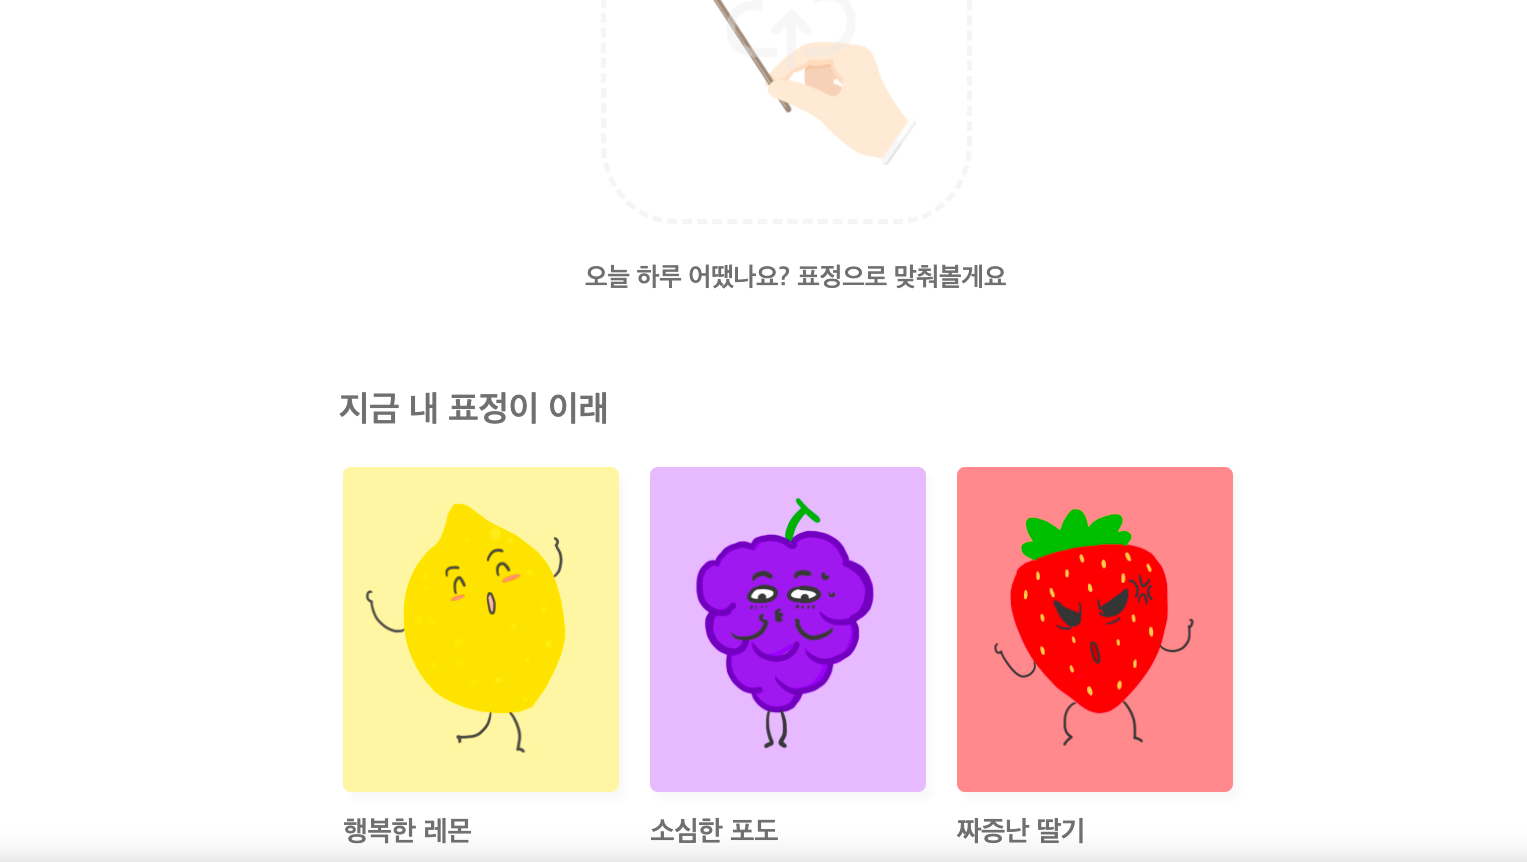 오늘 하루 어땠나요? 표정으로 맞춰볼게요
지금 내 표정이 이래
행복한 레몬
소심한 포도
짜증난 딸기